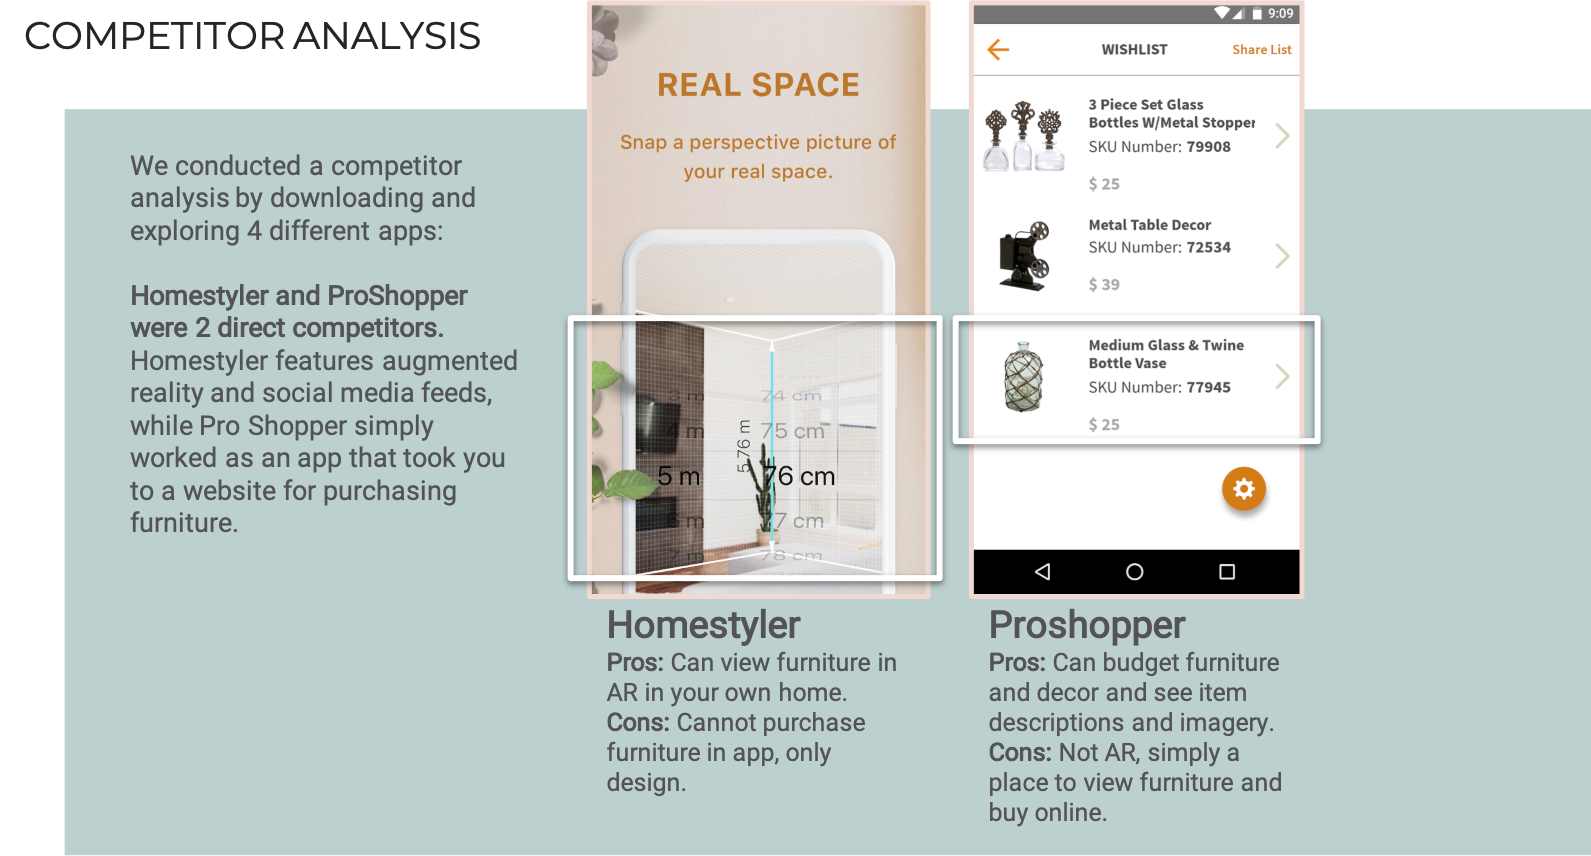 COMPETITOR ANALYSIS
We conducted a competitor
analysis by downloading and
exploring 4 different apps:
Homestyler and ProShopper
were 2 direct competitors.
Homestyler features augmented
reality and social media feeds,
while Pro Shopper simply
worked as an app that took you
to a website for purchasing
furniture.
REAL SPACE
Snap a perspective picture of
your real space.
3 m 74 cm
4 m 75 cm
5.76 m
5 m 76 cm
6 m 77 cm
7 m 78 cm
Homestyler
Pros: Can view furniture in
AR in your own home.
Cons: Cannot purchase
furniture in app, only
design.
9:09
WISHLIST Share List
3 Piece Set Glass
Bottles W/Metal Stopper
SKU Number: 79908
$ 25
Metal Table Decor
SKU Number: 72534
$ 39
Medium Glass & Twine
Bottle Vase
SKU Number: 77945
$ 25
Proshopper
Pros: Can budget furniture
and decor and see item
descriptions and imagery.
Cons: Not AR, simply a
place to view furniture and
buy online.